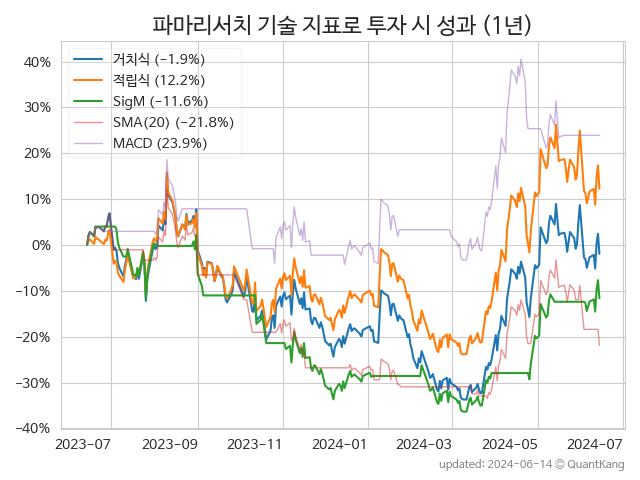 파마리서치 기술 지표로 투자 시 성과 (1년)
거치식 (−1.9%)
적립식 (12.2%)
SigM (−11.6%)
SMA(20) (−21.8%)
MACD (23.9%)
40%
30%
20%
10%
0%
−10%
−20%
−30%
−40%
2023-07
2023-09
2023-11
2024-01
2024-03
2024-05
2024-07
updated: 2024-06-14 © QuantKang